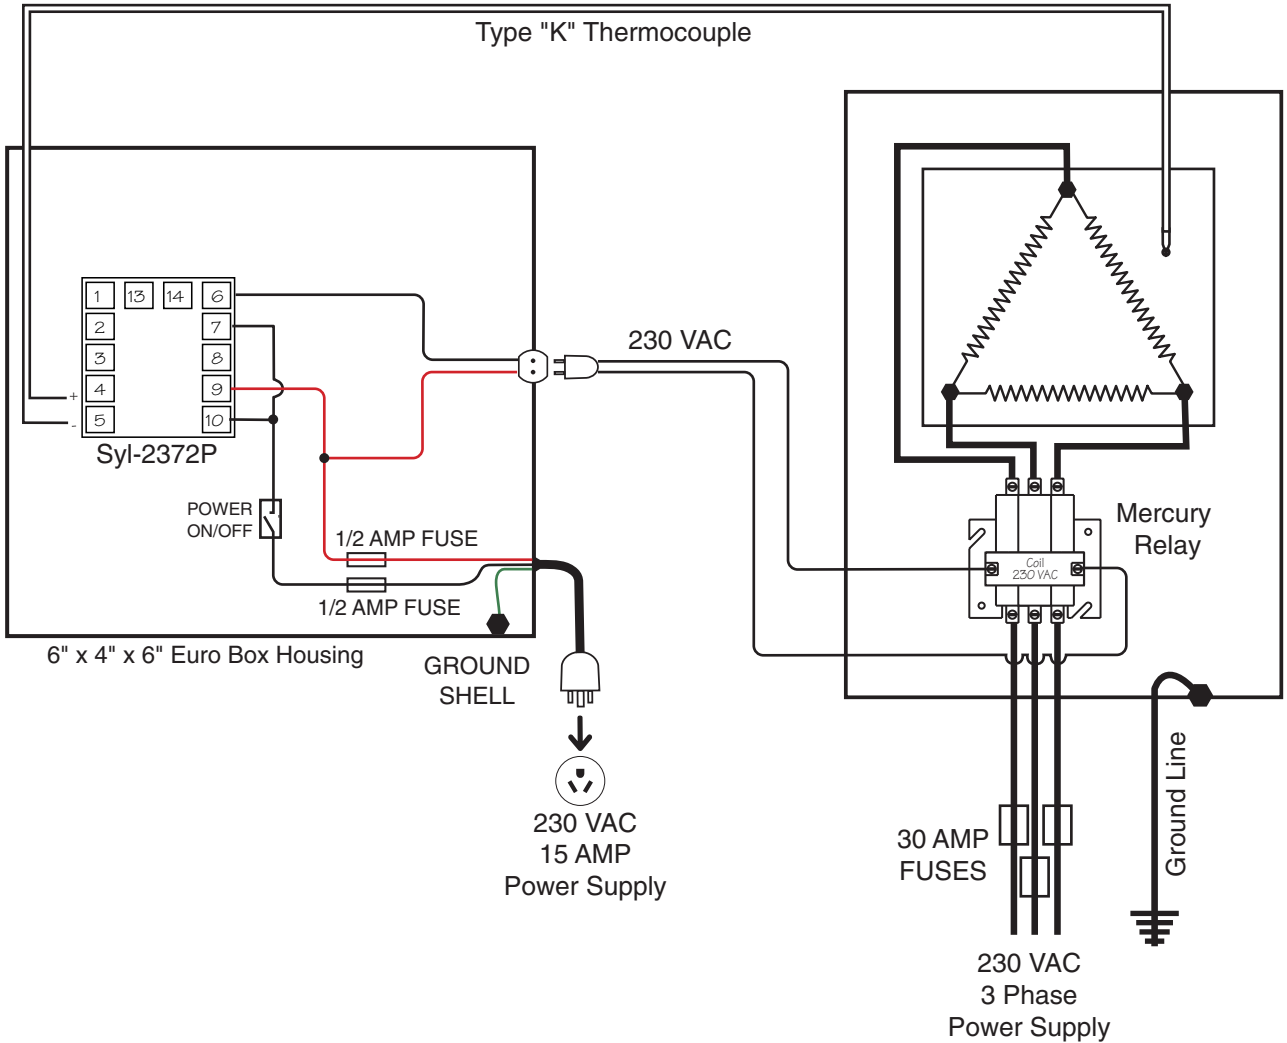 Type "K" Thermocouple
1 13 14 6
2 7
3 8
+ 4 9
- 5 10
Syl-2372P
230 VAC
POWER
ON/OFF
1/2 AMP FUSE
1/2 AMP FUSE
6" x 4" x 6" Euro Box Housing
GROUND
SHELL
230 VAC
15 AMP
Power Supply
Mercury
Relay
Coil
230 VAC
Ground Line
30 AMP
FUSES
230 VAC
3 Phase
Power Supply